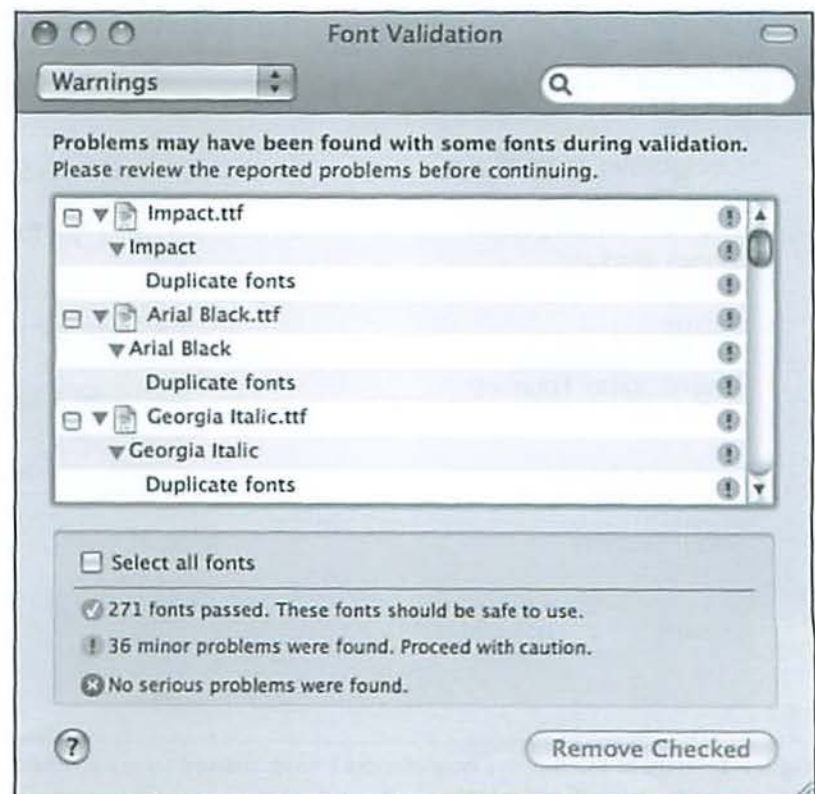 Font Validation
Warnings
Problems may have been found with some fonts during validation.
Please review the reported problems before continuing.
Impact.ttf
Impact
Duplicate fonts
Arial Black.ttf
Arial Black
Duplicate fonts
Georgia Italic.ttf
Georgia Italic
Duplicate fonts
Select all fonts
271 fonts passed. These fonts should be safe to use.
36 minor problems were found. Proceed with caution.
No serious problems were found.
?
Remove Checked